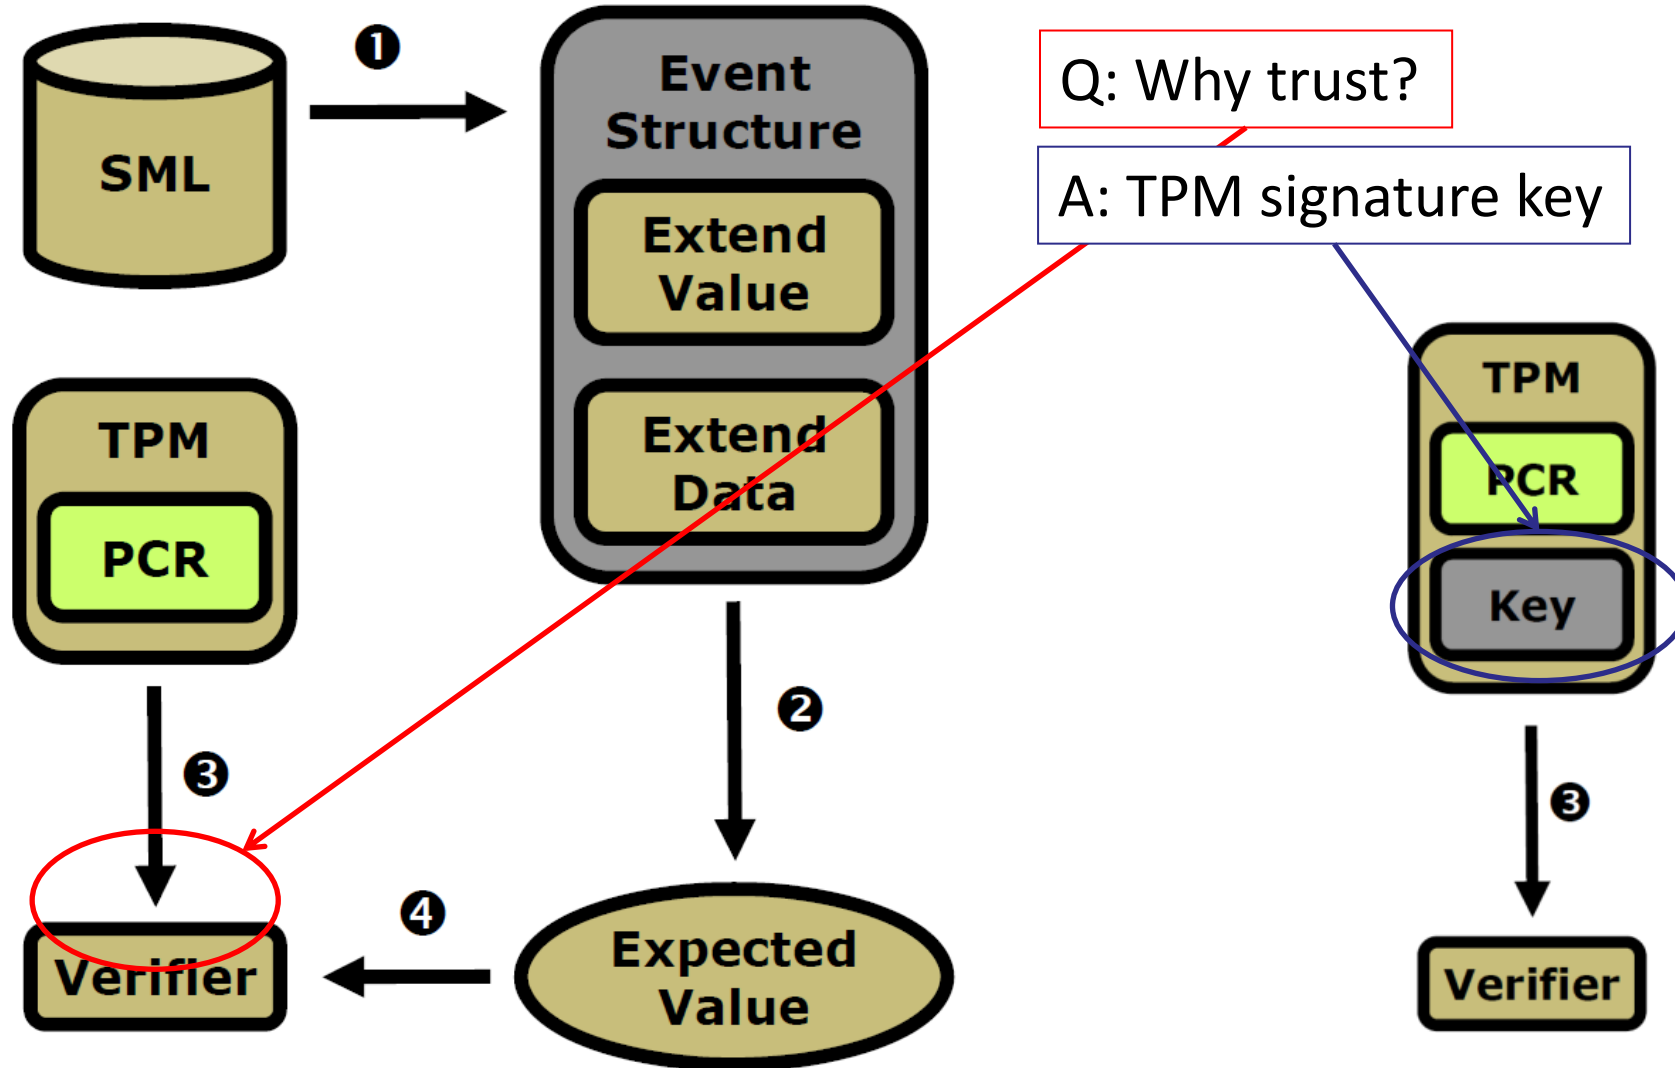 ❶
SML
Event
Structure
Extend
Value
Extend
Data
Q: Why trust?
A: TPM signature key
TPM
PCR
❸
Verifier
❷
❹
Expected
Value
TPM
PCR
Key
❸
Verifier